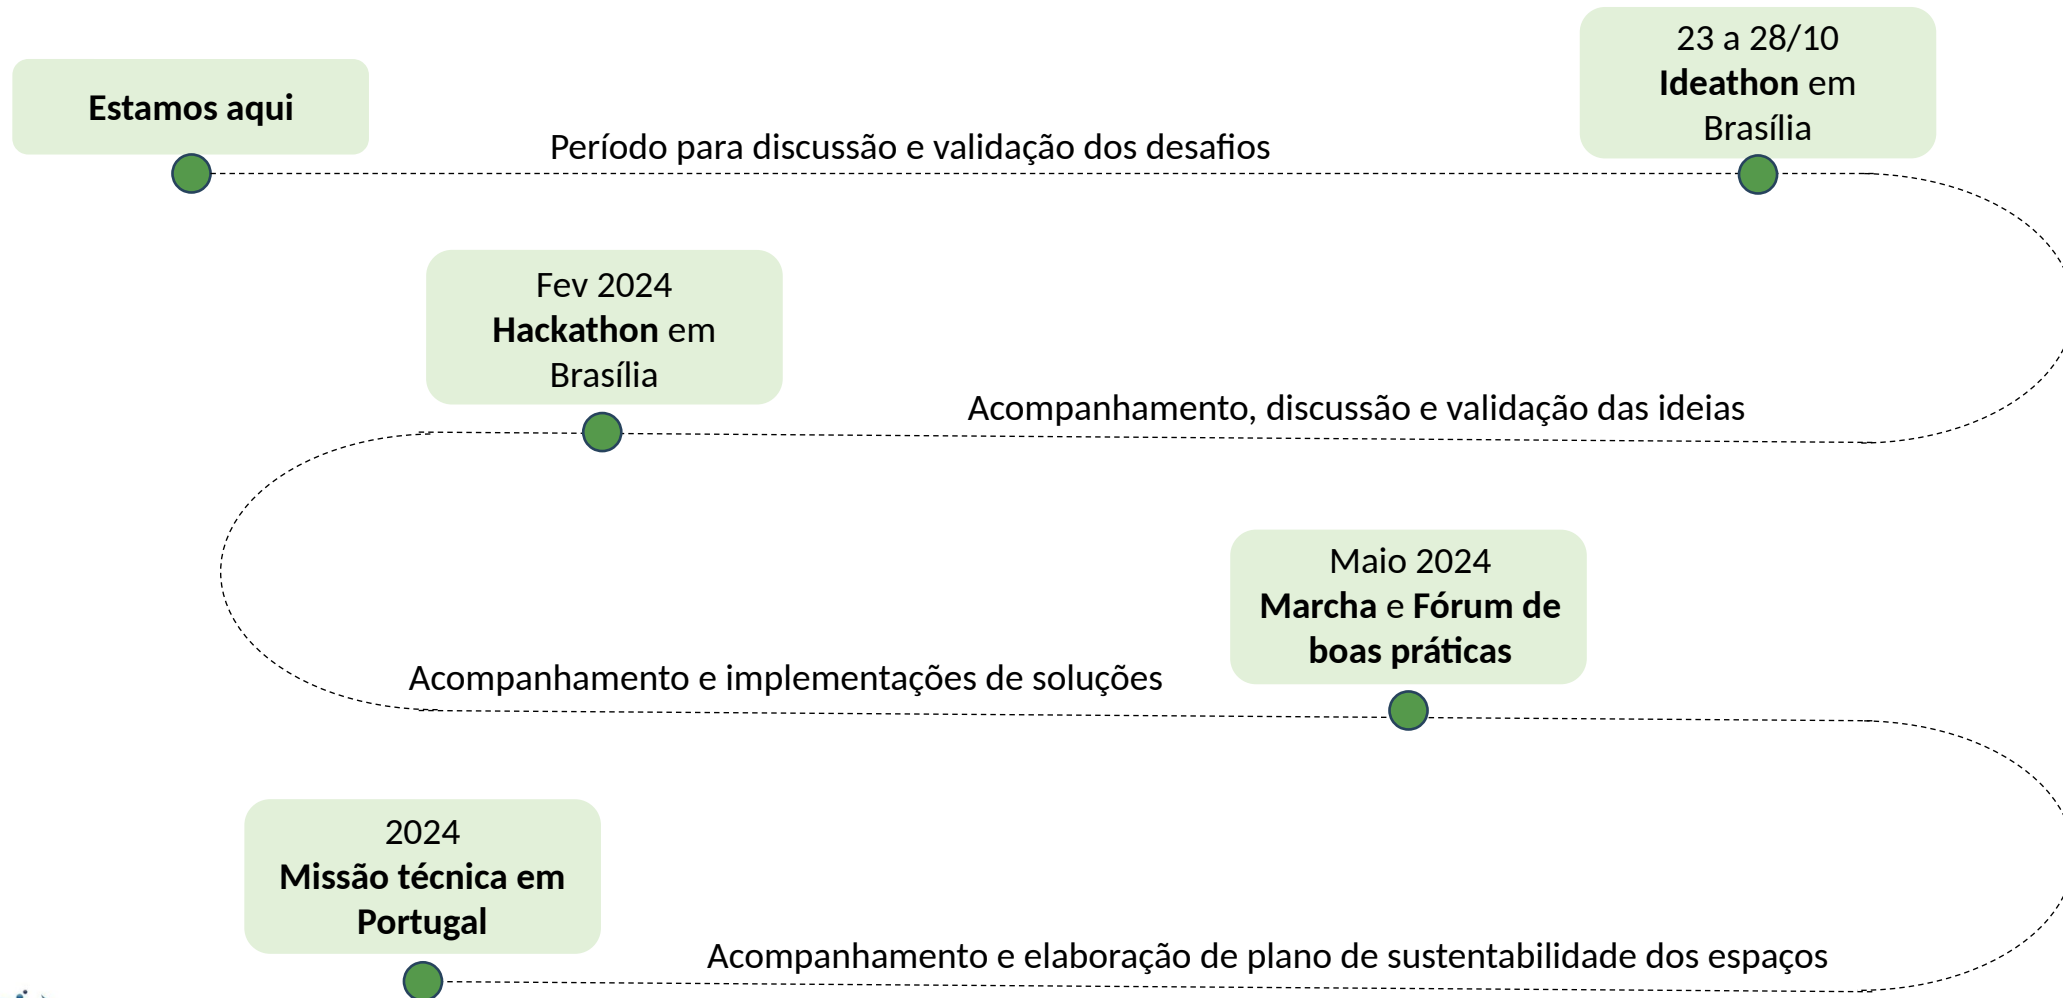 Estamos aqui
Período para discussão e validação dos desafios
23 a 28/10
Ideathon em
Brasília
Acompanhamento, discussão e validação das ideias
Fev 2024
Hackathon em
Brasília
Acompanhamento e implementações de soluções
Maio 2024
Marcha e Fórum de
boas práticas
Acompanhamento e elaboração de plano de sustentabilidade dos espaços
2024
Missão técnica em
Portugal